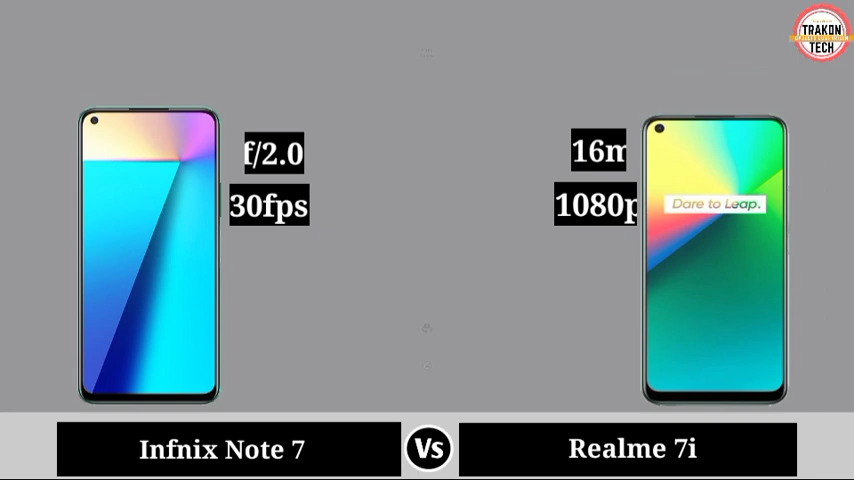 TRAKON
TECH
f/2.0
30fps
16m
1080p
Dare to Leap.
Infnix Note 7
Vs
Realme 7i